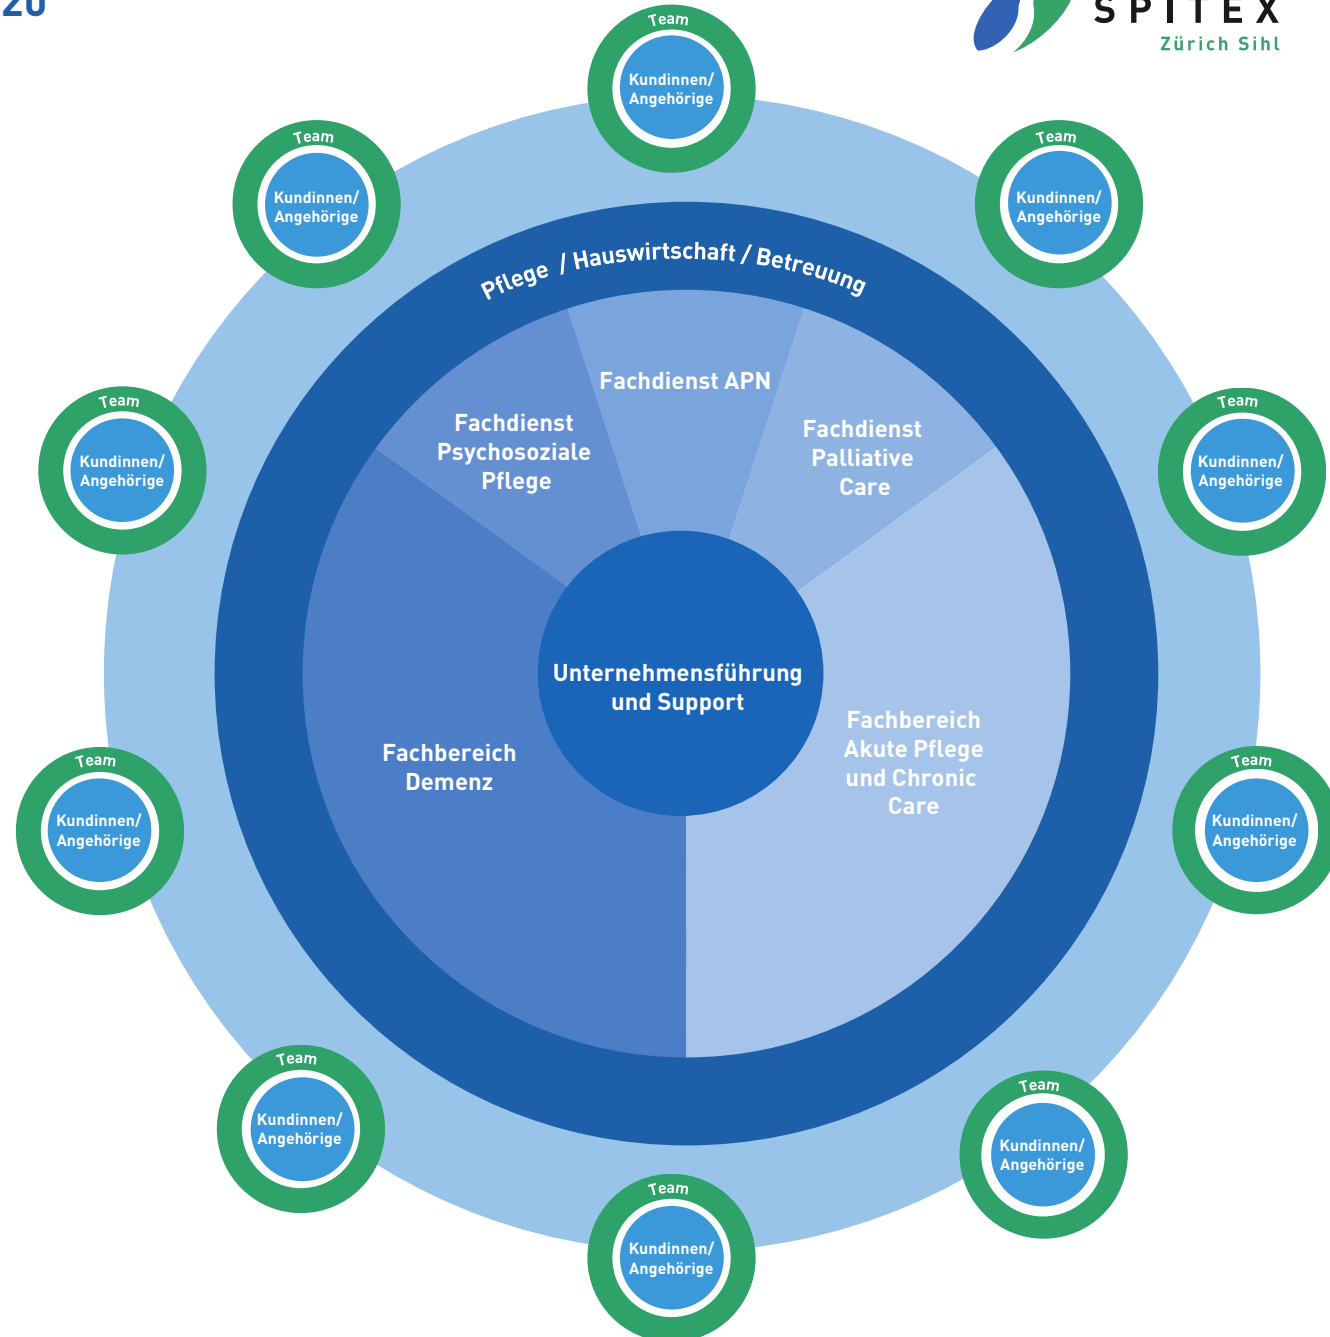 20
SPITEX
Zürich Sihl
Team
Kundinnen/
Angehörige
Team
Kundinnen/
Angehörige
Team
Kundinnen/
Angehörige
Pflege / Hauswirtschaft / Betreuung
Fachdienst APN
Fachdienst
Psychosoziale
Pflege
Fachdienst
Palliative
Care
Team
Kundinnen/
Angehörige
Team
Kundinnen/
Angehörige
Unternehmensführung
und Support
Fachbereich
Demenz
Fachbereich
Akute Pflege
und Chronic
Care
Team
Kundinnen/
Angehörige
Team
Kundinnen/
Angehörige
Team
Kundinnen/
Angehörige
Team
Kundinnen/
Angehörige
Team
Kundinnen/
Angehörige